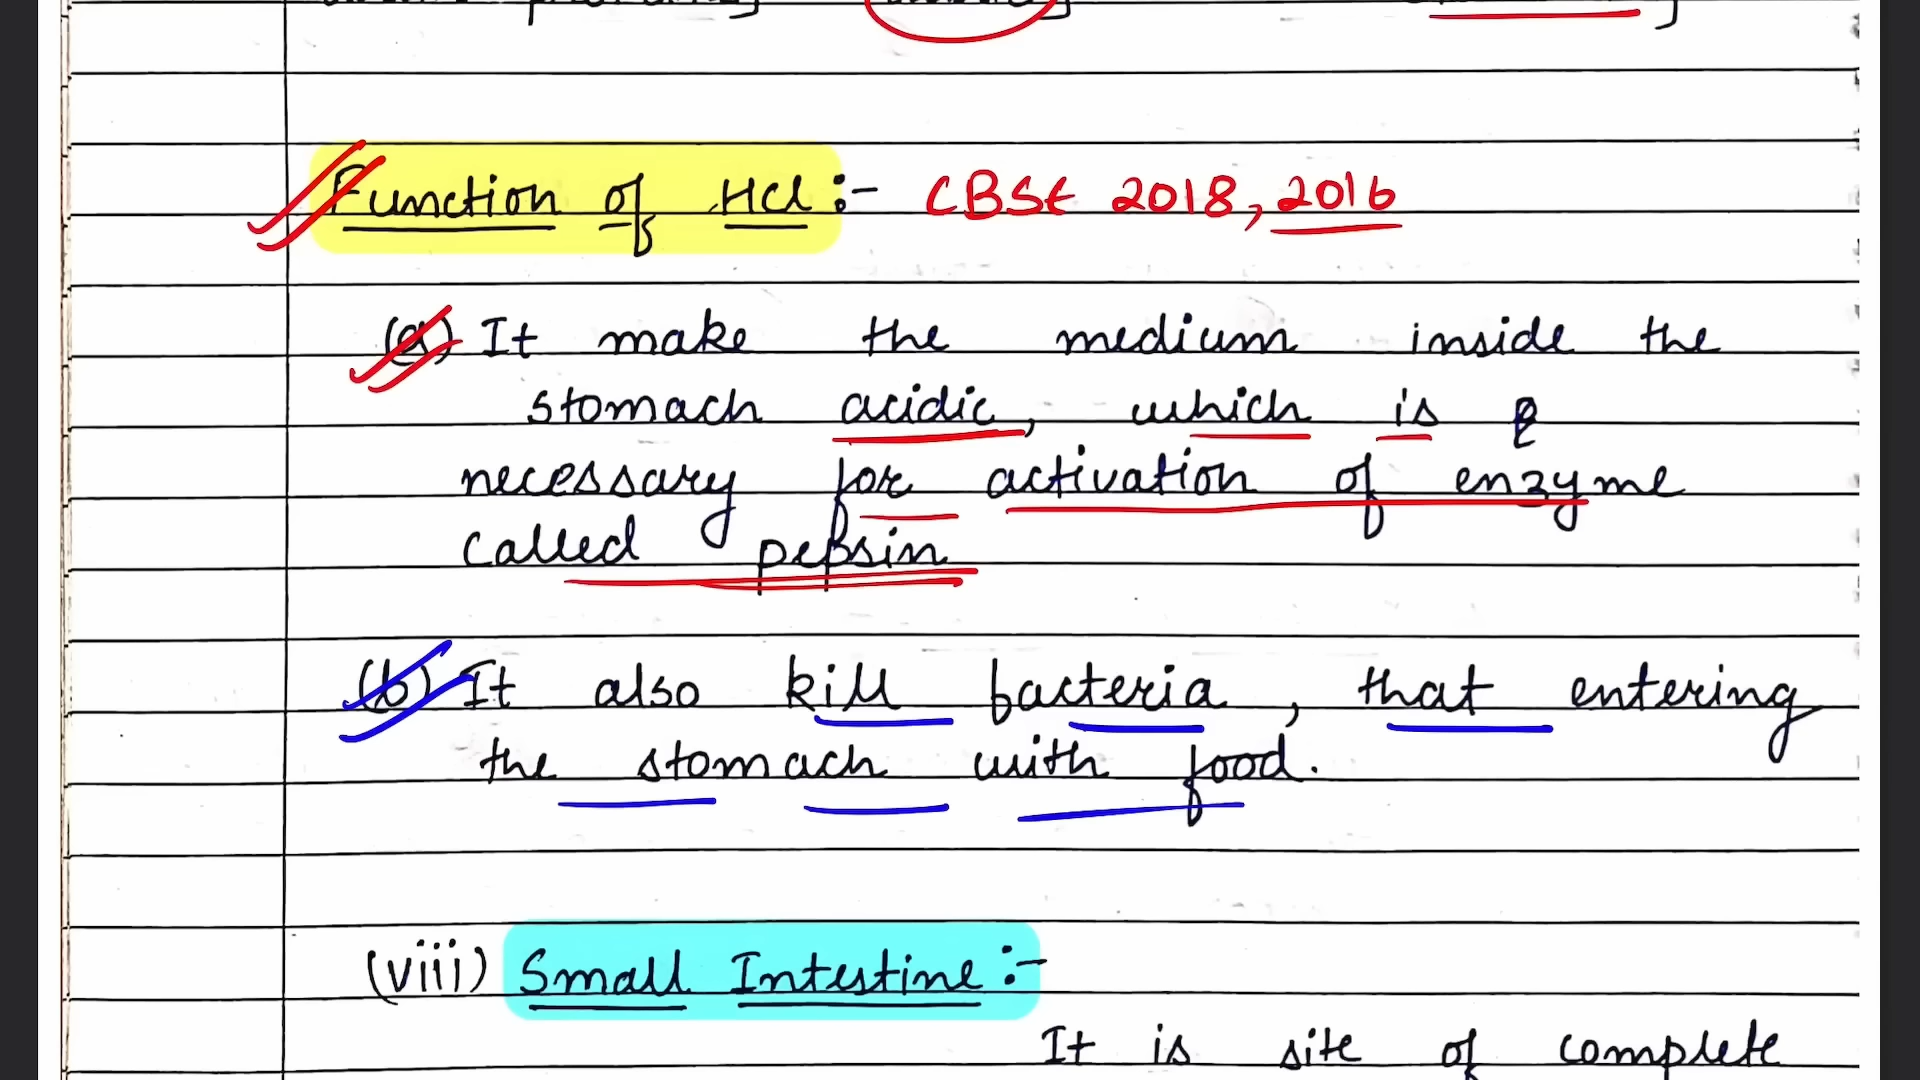 Function of HCl :- CBSE 2018, 2016
(a) It make the medium inside the
stomach acidic, which is
necessary for activation of enzyme
called pepsin
(b) It also kill bacteria, that entering
the stomach with food.
(viii) Small Intestine :-
It is site of complete